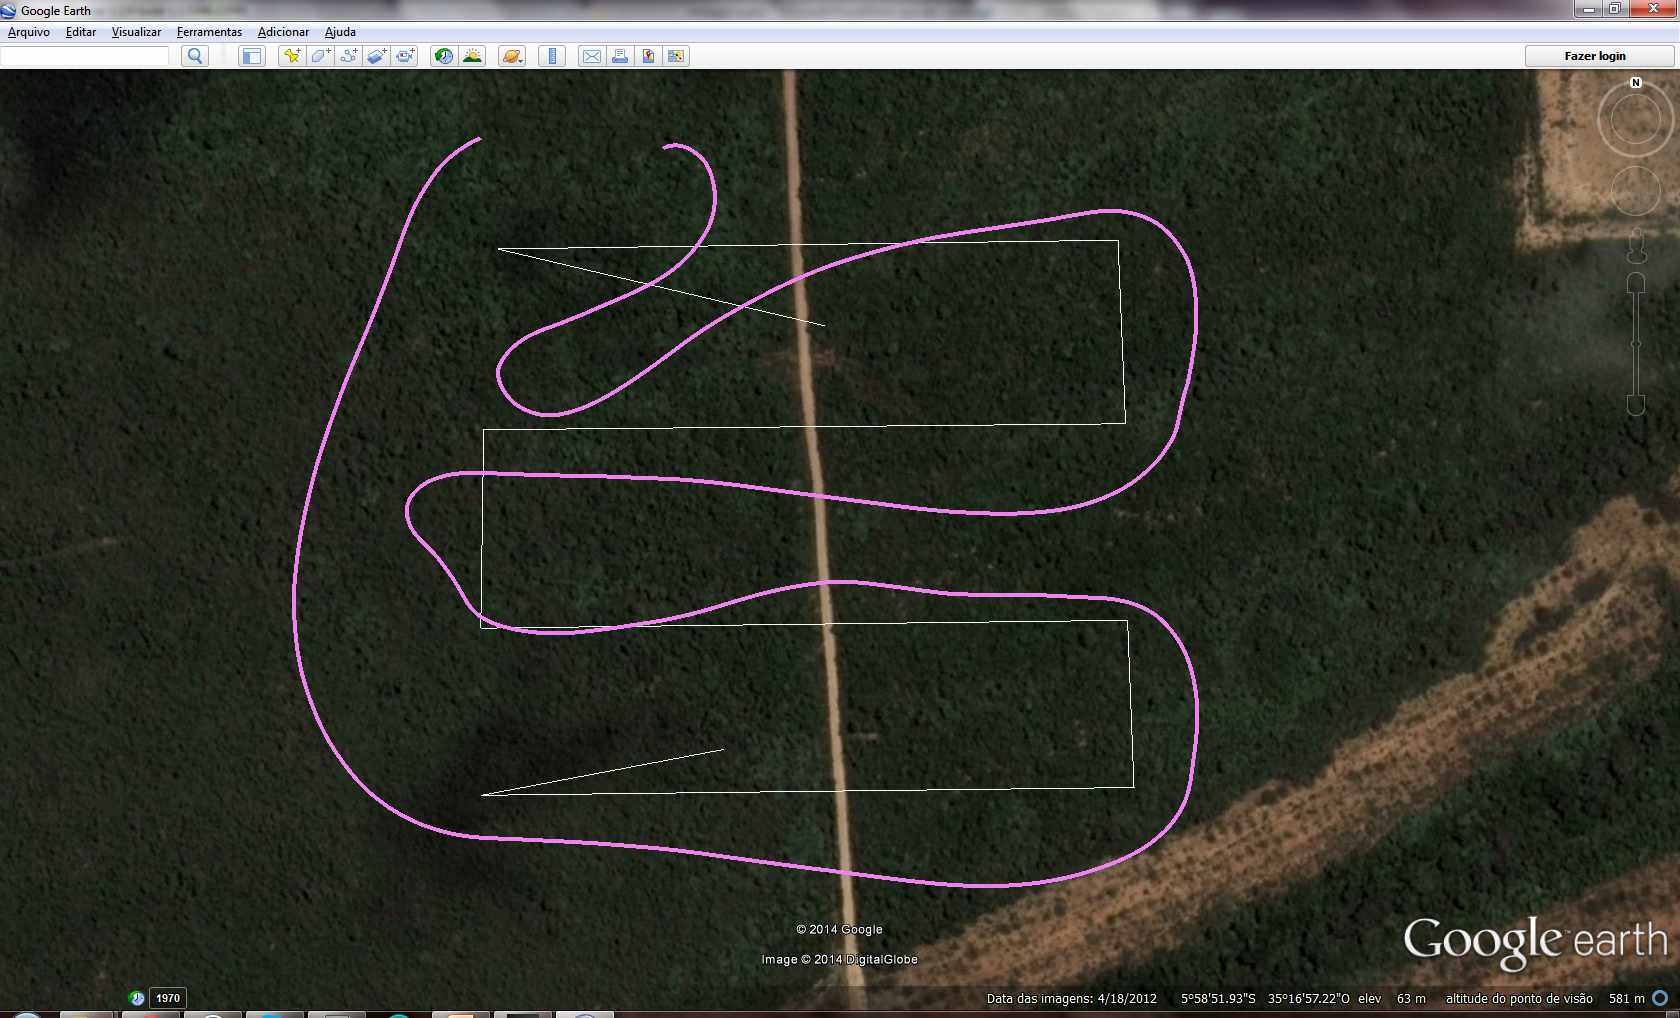 Google Earth
Arquivo Editar Visualizar Ferramentas Adicionar Ajuda
Fazer login
N
© 2014 Google
Image © 2014 DigitalGlobe
Google earth
1970
Data das imagens: 4/18/2012 5°58'51.93"S 35°16'57.22"O elev 63 m altitude do ponto de visão 581 m